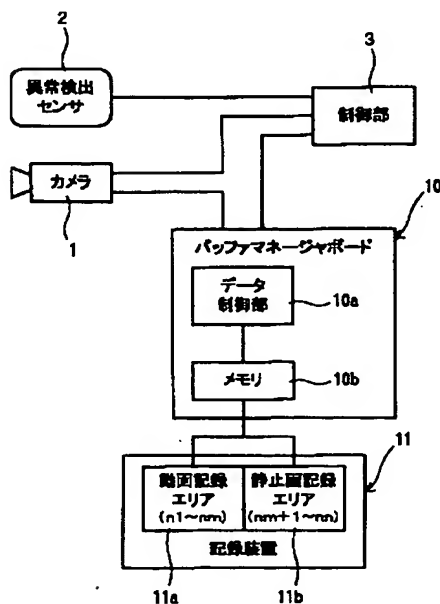 2
異常検出
センサ
3
制御部
カメラ
1
10
バッファマネージャボード
データ
制御部
10a
メモリ
10b
11
動画記録
エリア
(n1~nm)
静止画記録
エリア
(nm+1~nn)
記録装置
11a
11b